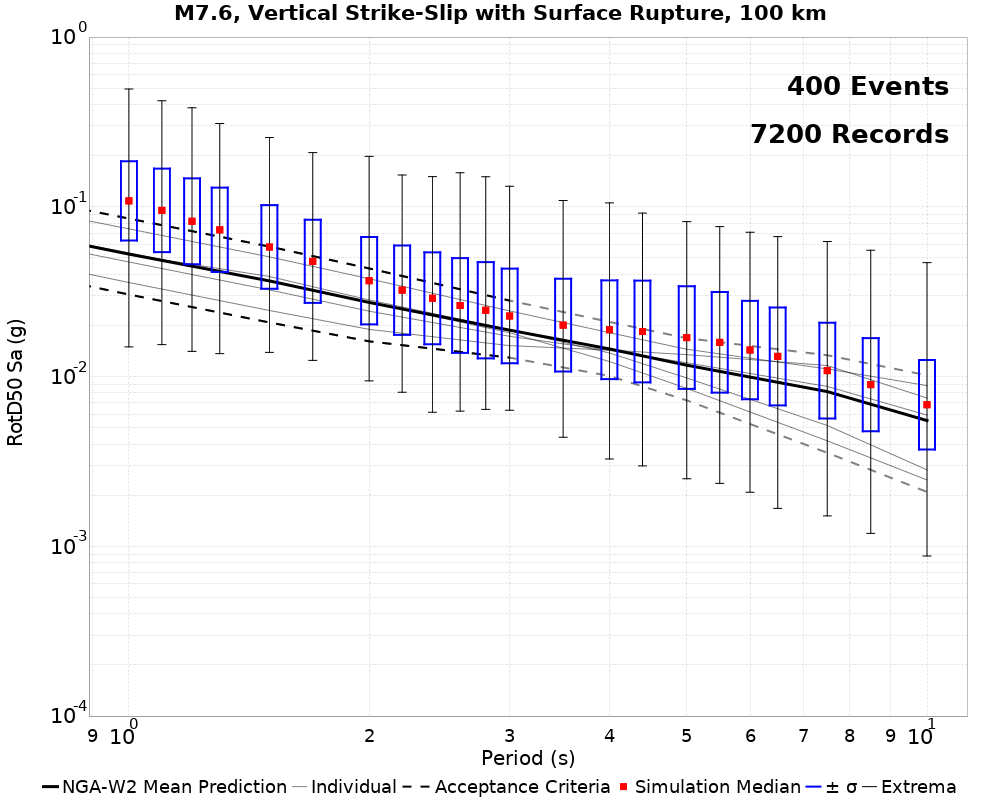 M7.6, Vertical Strike-Slip with Surface Rupture, 100 km
400 Events
7200 Records
RotD50 Sa (g)
10^0
10^-1
10^-2
10^-3
10^-4
9 10^0 2 3 4 5 6 7 8 9 10^1
Period (s)
NGA-W2 Mean Prediction Individual Acceptance Criteria Simulation Median ± σ Extrema